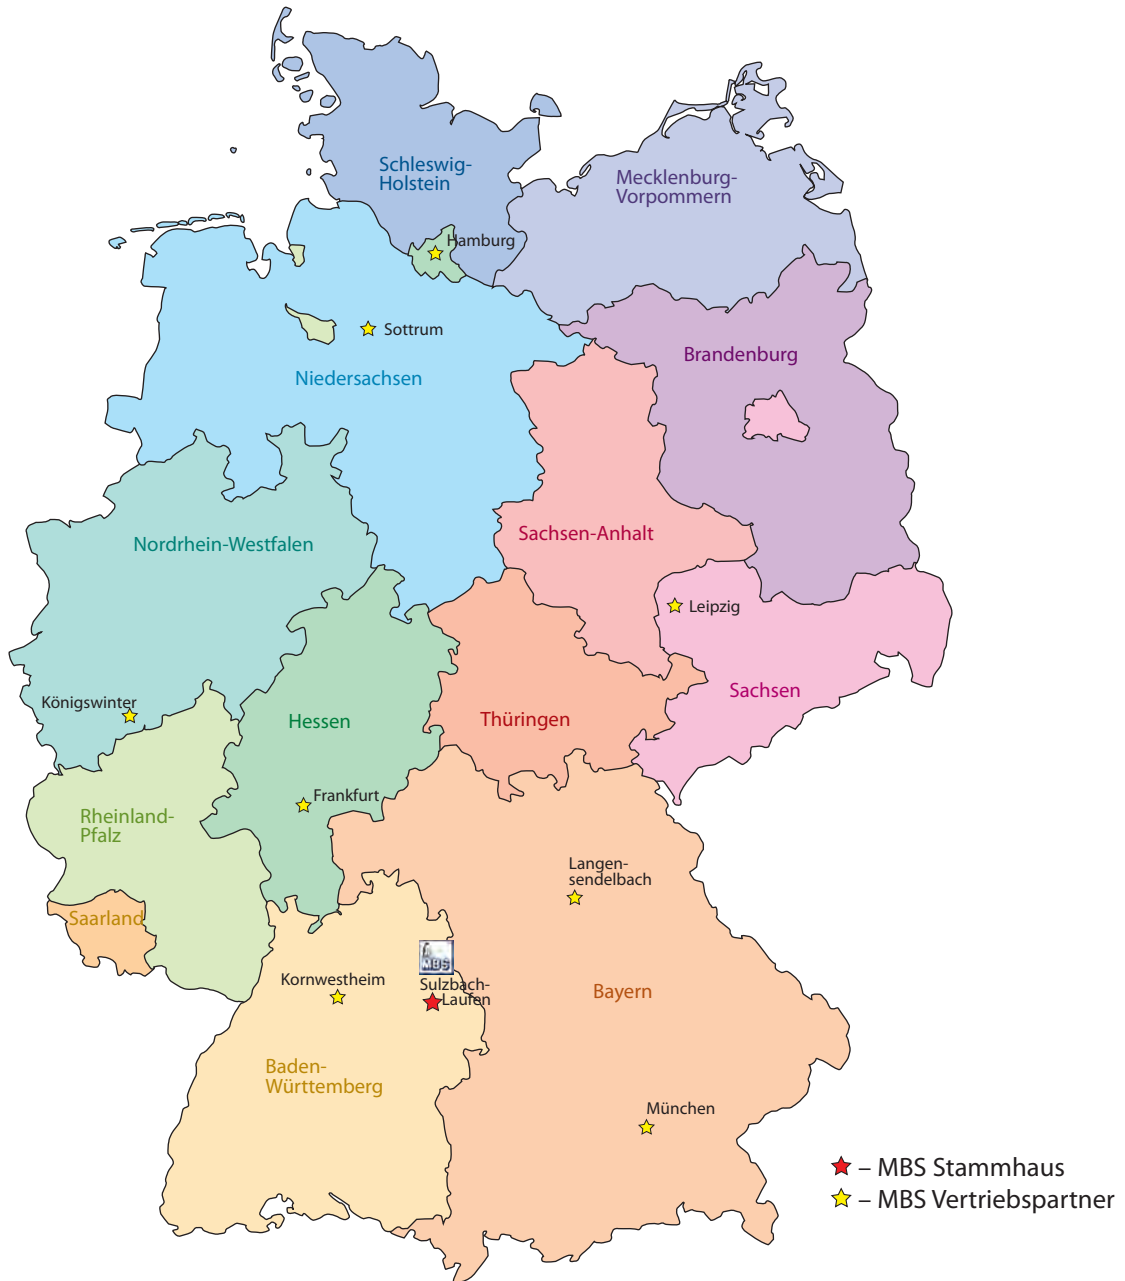 Schleswig-
Holstein
Mecklenburg-
Vorpommern
Hamburg
Sottrum
Niedersachsen
Brandenburg
Sachsen-Anhalt
Nordrhein-Westfalen
Leipzig
Sachsen
Königswinter
Hessen
Thüringen
Frankfurt
Rheinland-
Pfalz
Langen-
sendelbach
Saarland
MBS
Kornwestheim
Sulzbach-
Laufen
Bayern
Baden-
Württemberg
München
– MBS Stammhaus
– MBS Vertriebspartner